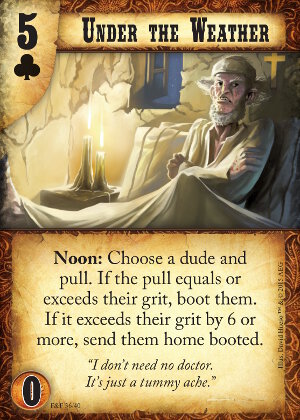 5
UNDER THE WEATHER
Noon: Choose a dude and
pull. If the pull equals or
exceeds their grit, boot them.
If it exceeds their grit by 6 or
more, send them home booted.
"I don't need no doctor.
It's just a tummy ache."
0